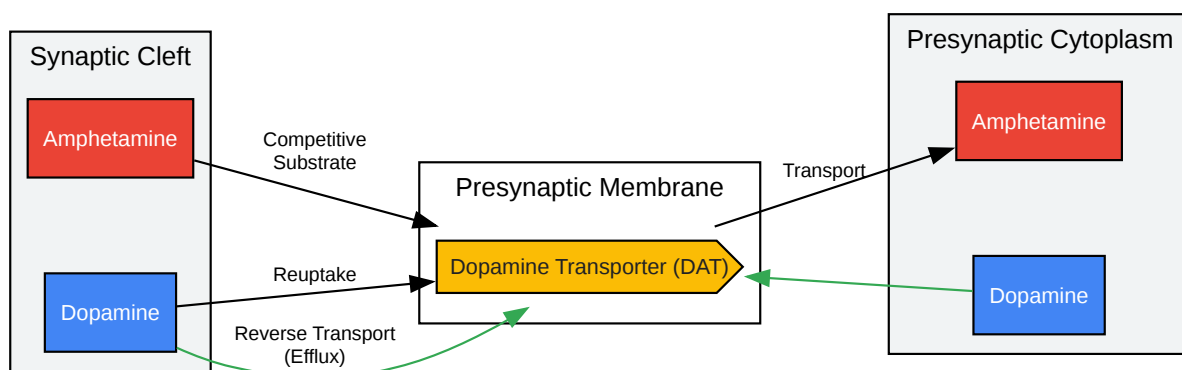 Synaptic Cleft
Amphetamine
Dopamine
Competitive
Substrate
Reuptake
Reverse Transport
(Efflux)
Presynaptic Membrane
Dopamine Transporter (DAT)
Transport
Presynaptic Cytoplasm
Amphetamine
Dopamine